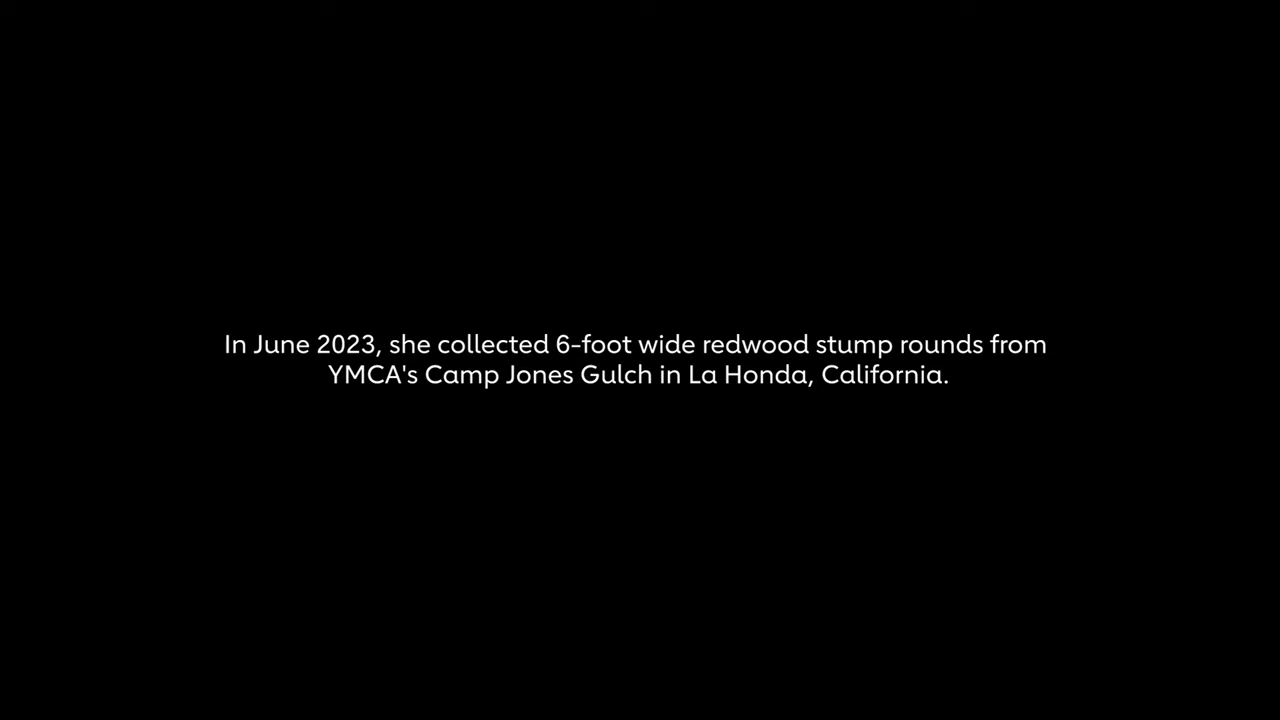 In June 2023, she collected 6-foot wide redwood stump rounds from
YMCA's Camp Jones Gulch in La Honda, California.